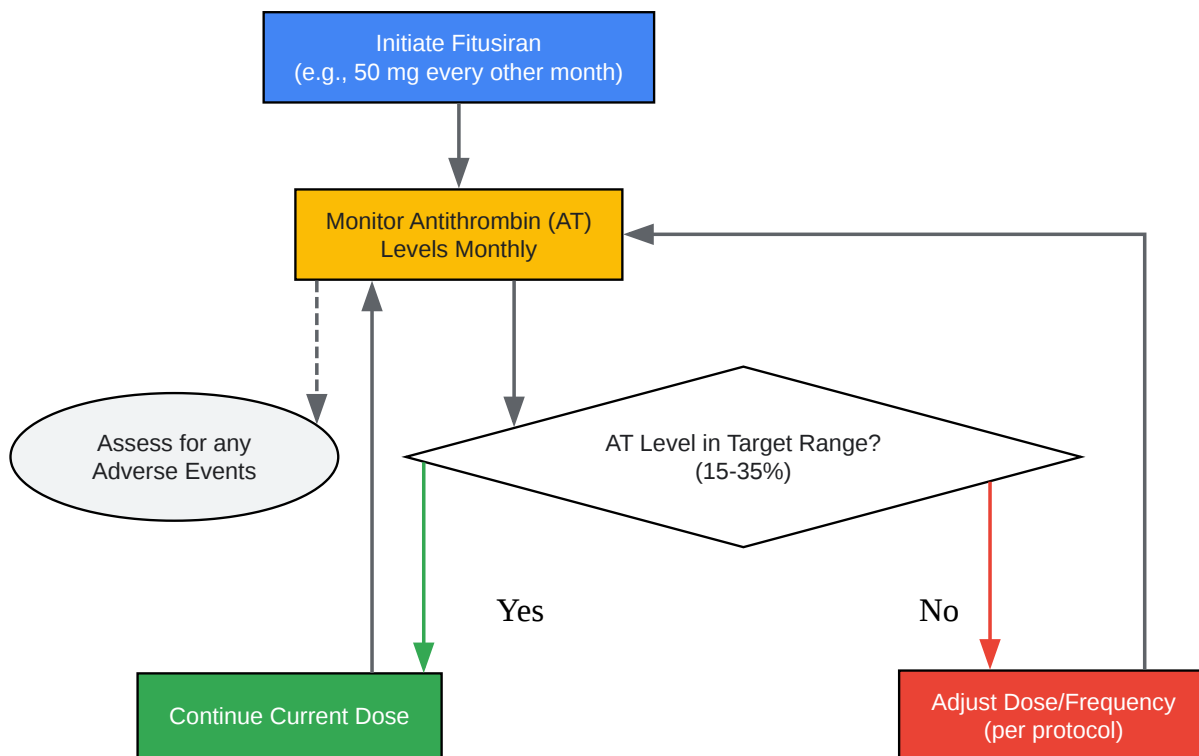 Initiate Fitusiran
(e.g., 50 mg every other month)
Monitor Antithrombin (AT)
Levels Monthly
Assess for any
Adverse Events
AT Level in Target Range?
(15-35%)
Yes
No
Continue Current Dose
Adjust Dose/Frequency
(per protocol)